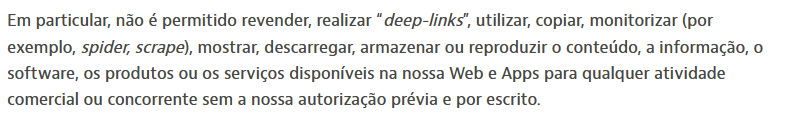 Em particular, não é permitido revender, realizar “deep-links”, utilizar, copiar, monitorizar (por
exemplo, spider, scrape), mostrar, descarregar, armazenar ou reproduzir o conteúdo, a informação, o
software, os produtos ou os serviços disponíveis na nossa Web e Apps para qualquer atividade
comercial ou concorrente sem a nossa autorização prévia e por escrito.